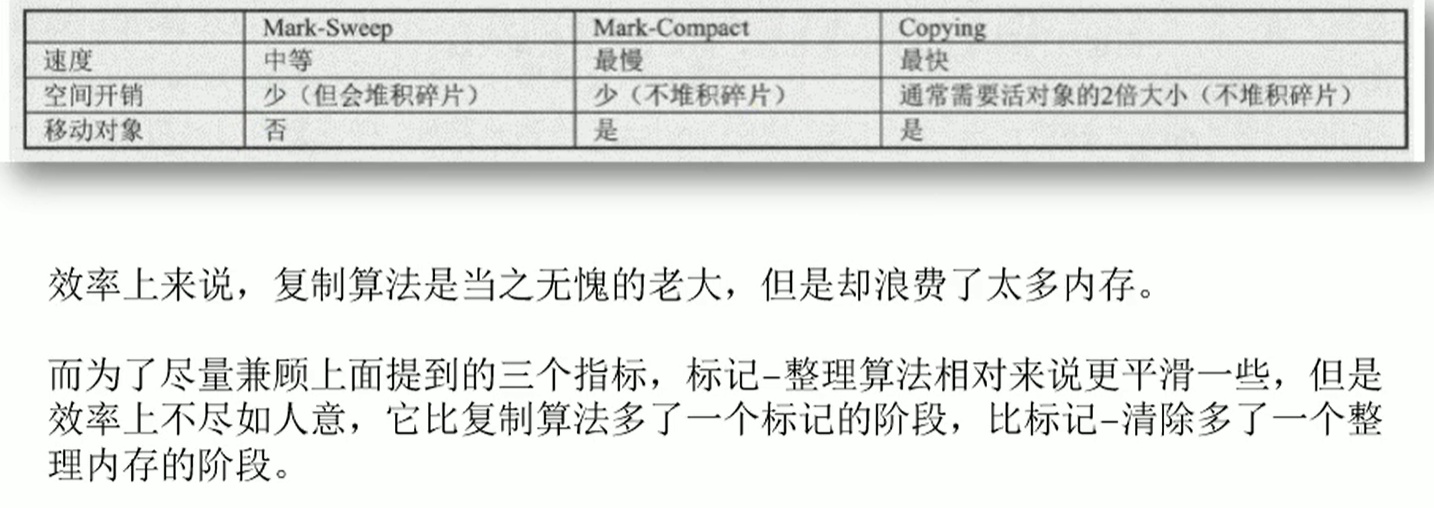 Mark-Sweep Mark-Compact Copying
速度 中等 最慢 最快
空间开销 少（但会堆积碎片） 少（不堆积碎片） 通常需要活对象的2倍大小（不堆积碎片）
移动对象 否 是 是
效率上来说，复制算法是当之无愧的老大，但是却浪费了太多内存。
而为了尽量兼顾上面提到的三个指标，标记-整理算法相对来说更平滑一些，但是
效率上不尽如人意，它比复制算法多了一个标记的阶段，比标记-清除多了一个整
理内存的阶段。